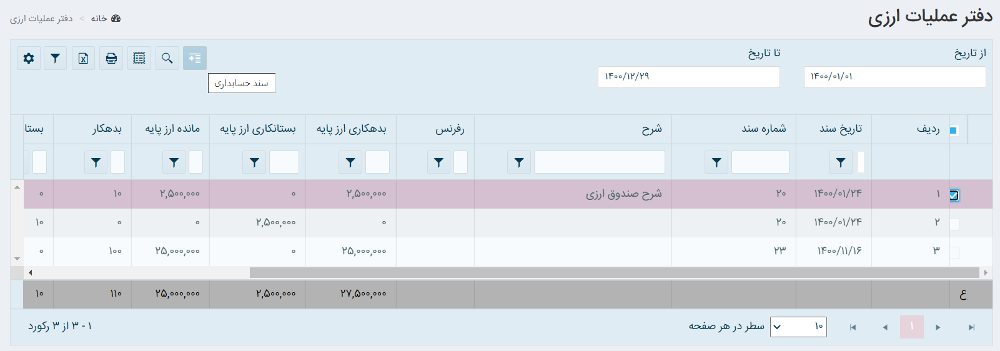 دفتر عملیات ارزی
خانه > دفتر عملیات ارزی
از تاریخ
تا تاریخ
۱۴۰۰/۰۱/۰۱
۱۴۰۰/۱۲/۲۹
سند حسابداری
ردیف تاریخ سند شماره سند شرح رفرنس بدهکاری ارز پایه بستانکاری ارز پایه مانده ارز پایه بدهکار بستا
۱ ۱۴۰۰/۰۱/۲۴ ۲۰ شرح صندوق ارزی ۲,۵۰۰,۰۰۰ ۰ ۲,۵۰۰,۰۰۰ ۱۰ ۰
۲ ۱۴۰۰/۰۱/۲۴ ۲۰ ۰ ۲,۵۰۰,۰۰۰ ۰ ۰ ۱۰
۳ ۱۴۰۰/۱۱/۱۶ ۲۳ ۲۵,۰۰۰,۰۰۰ ۰ ۲۵,۰۰۰,۰۰۰ ۱۰۰ ۰
ع ۲۷,۵۰۰,۰۰۰ ۲,۵۰۰,۰۰۰ ۲۵,۰۰۰,۰۰۰ ۱۱۰ ۱۰
۱ ۱۰ سطر در هر صفحه
۱ - ۳ از ۳ رکورد